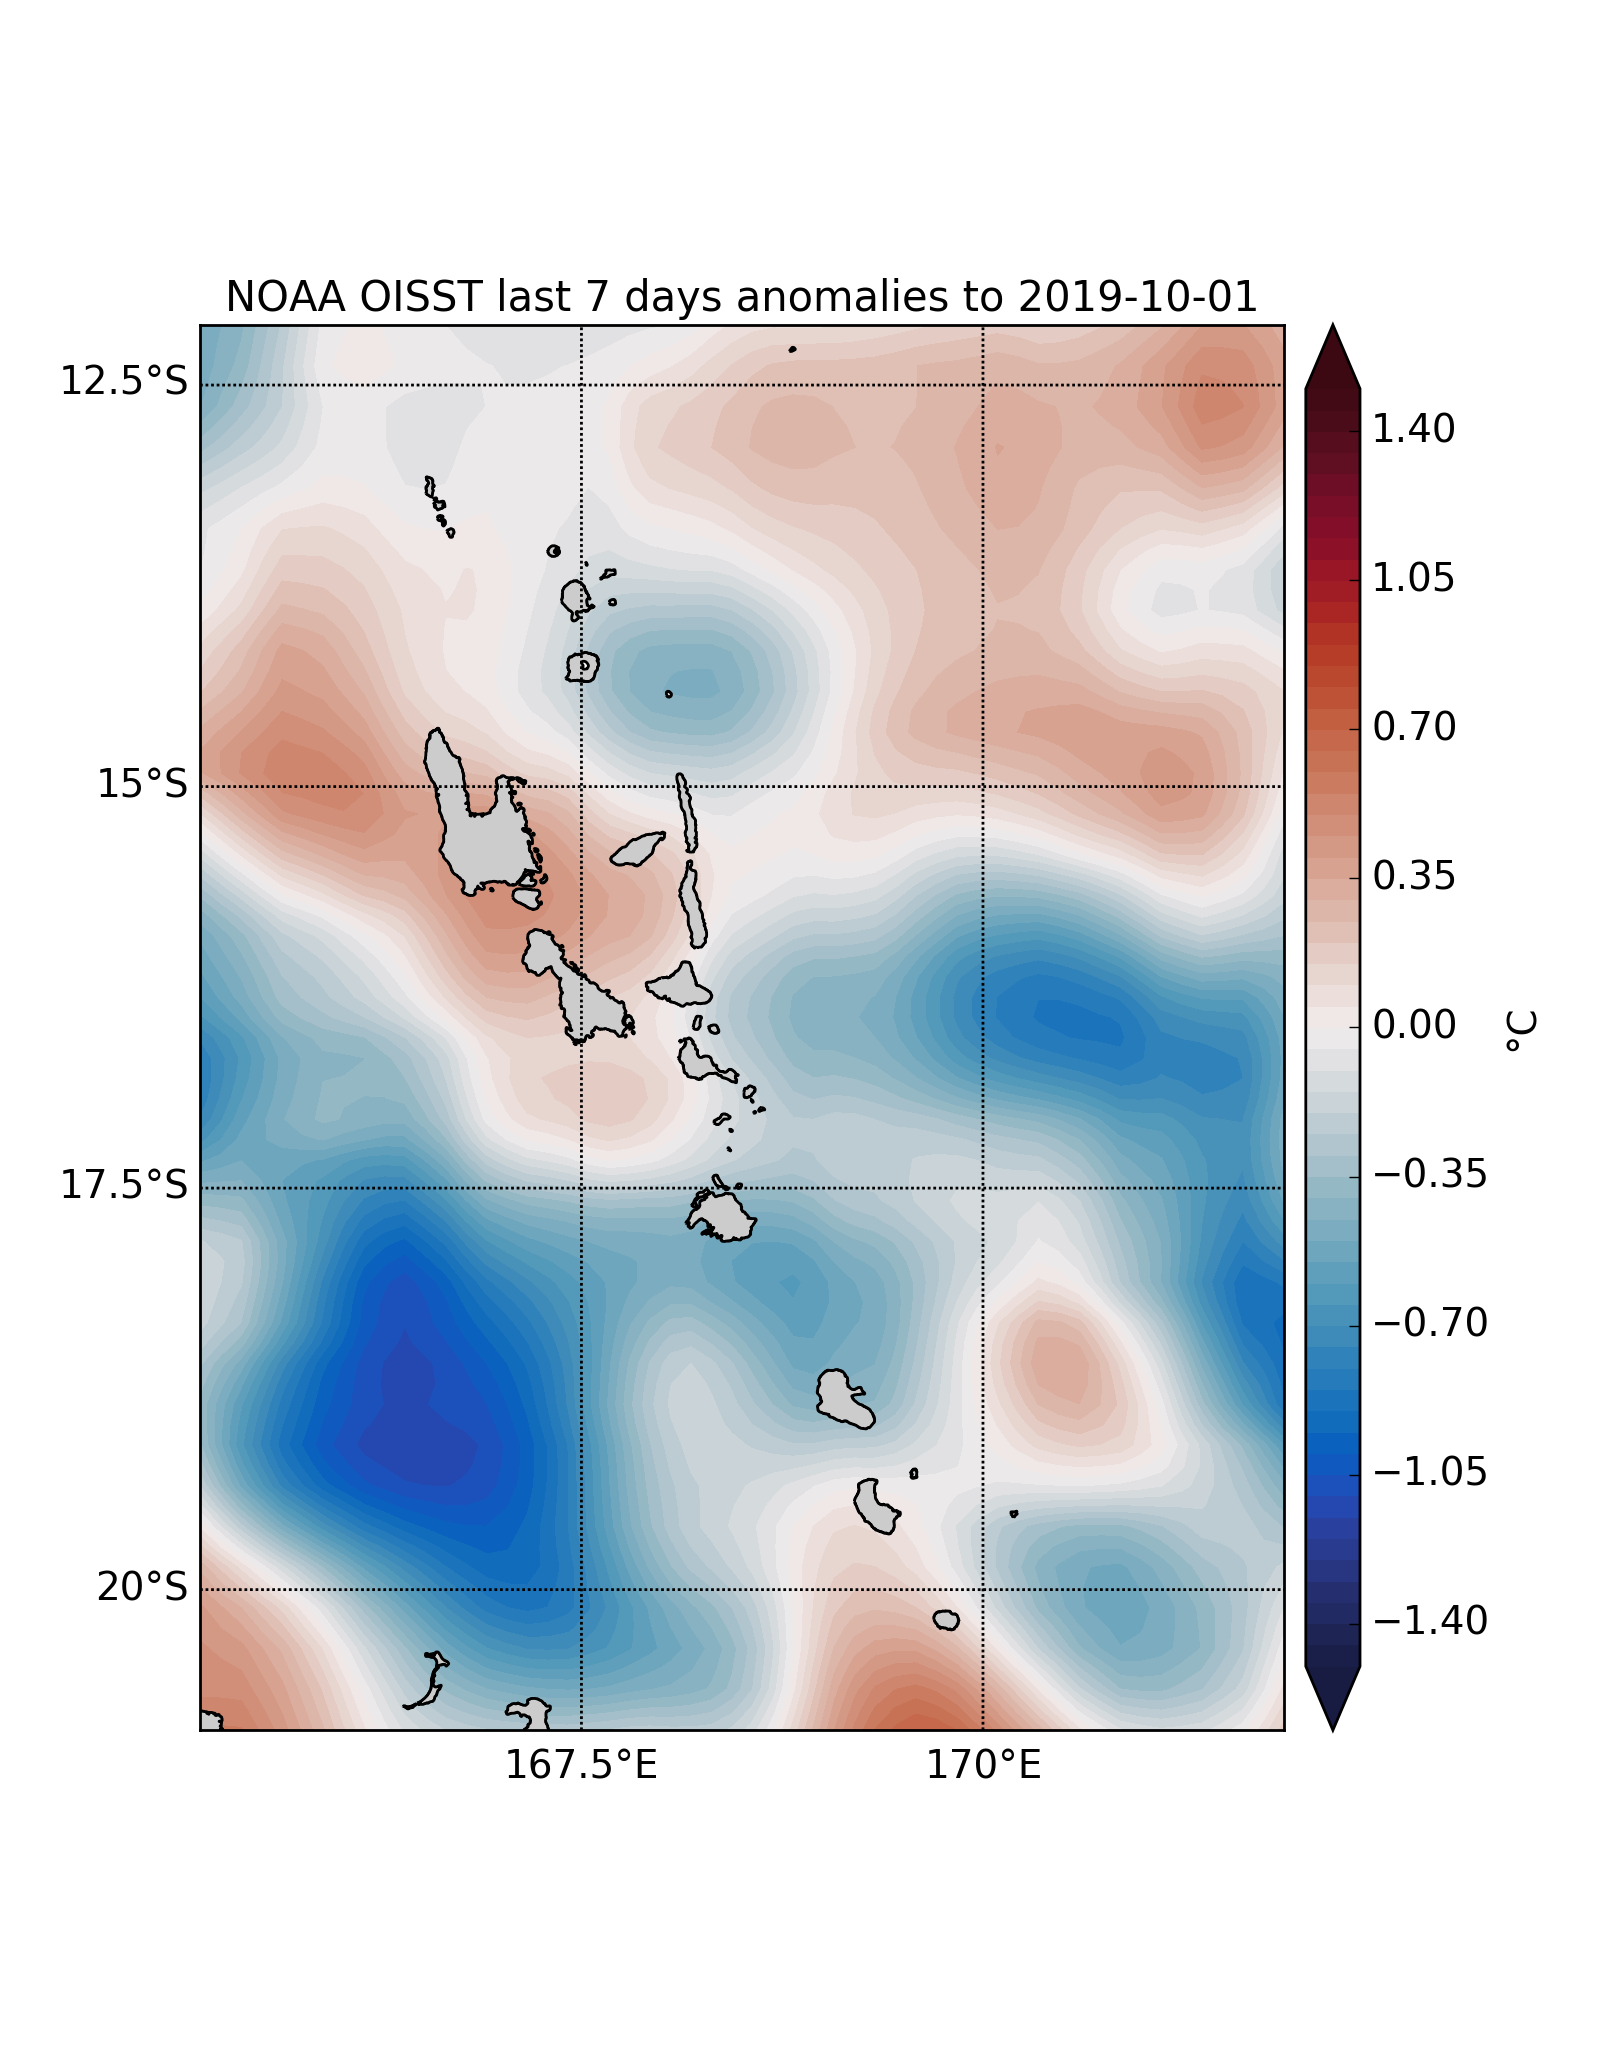 NOAA OISST last 7 days anomalies to 2019-10-01
12.5°S
15°S
17.5°S
20°S
167.5°E
170°E
1.40
1.05
0.70
0.35
0.00
−0.35
−0.70
−1.05
−1.40
°C